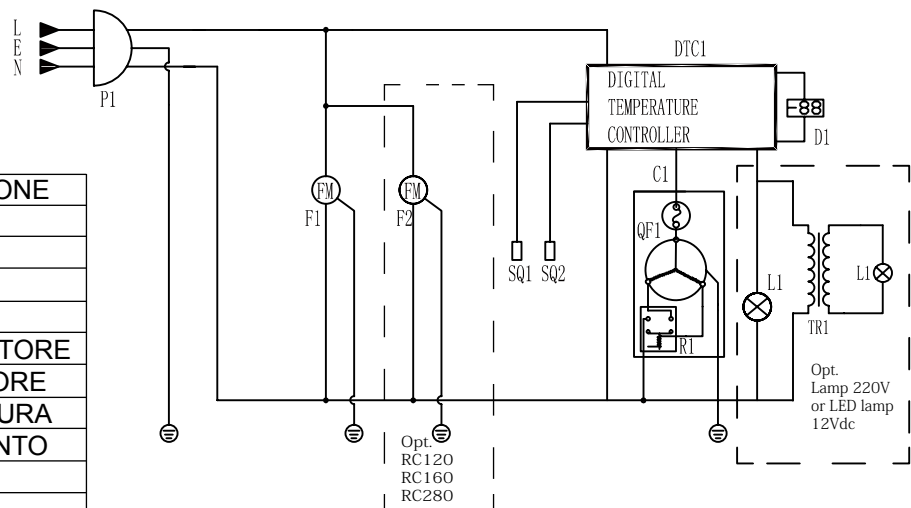 L
E
N
P1
DTC1
DIGITAL
TEMPERATURE
CONTROLLER
-88
D1
C1
FM
F1
FM
F2
SQ1
SQ2
QF1
R1
L1
TR1
L1
Opt.
Lamp 220V
or LED lamp
12Vdc
Opt.
RC120
RC160
RC280
ONE
TORE
ORE
URA
NTO